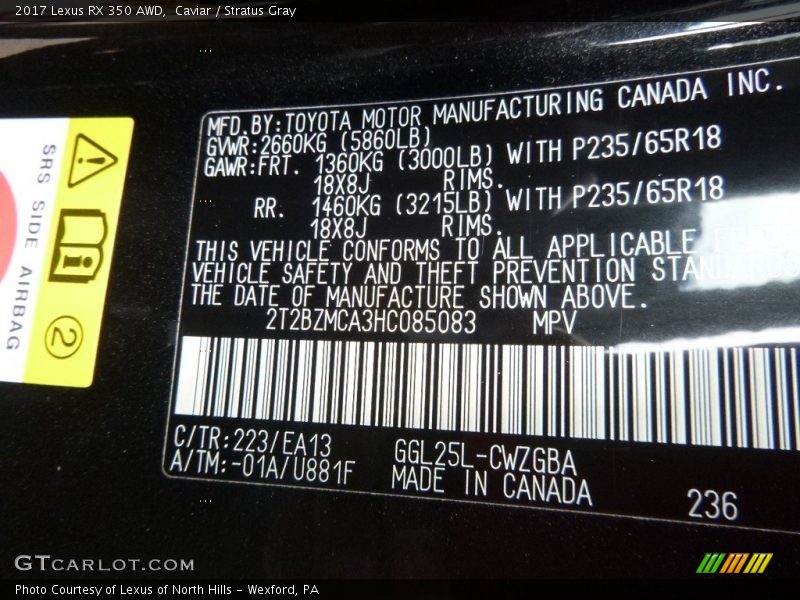 2017 Lexus RX 350 AWD, Caviar / Stratus Gray
MFD.BY:TOYOTA MOTOR MANUFACTURING CANADA INC.
GVWR:2660KG (5860LB)
GAWR:FRT. 1360KG (3000LB) WITH P235/65R18
18X8J RIMS.
RR. 1460KG (3215LB) WITH P235/65R18
18X8J RIMS.
THIS VEHICLE CONFORMS TO ALL APPLICABLE
VEHICLE SAFETY AND THEFT PREVENTION STANDARDS
THE DATE OF MANUFACTURE SHOWN ABOVE.
2T2BZMCA3HC085083 MPV
C/TR:223/EA13 GGL25L-CWZGBA
A/TM:-01A/U881F MADE IN CANADA
236
SRS SIDE AIRBAG
2
GTCARLOT.COM
Photo Courtesy of Lexus of North Hills - Wexford, PA